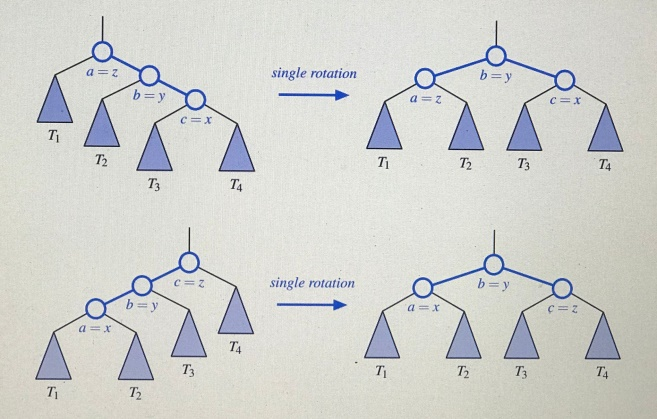 a = z
b = y
c = x
T₁
T₂
T₃
T₄
single rotation
b = y
a = z
c = x
T₁
T₂
T₃
T₄
c = z
b = y
a = x
T₄
T₃
T₁
T₂
single rotation
b = y
a = x
c = z
T₁
T₂
T₃
T₄